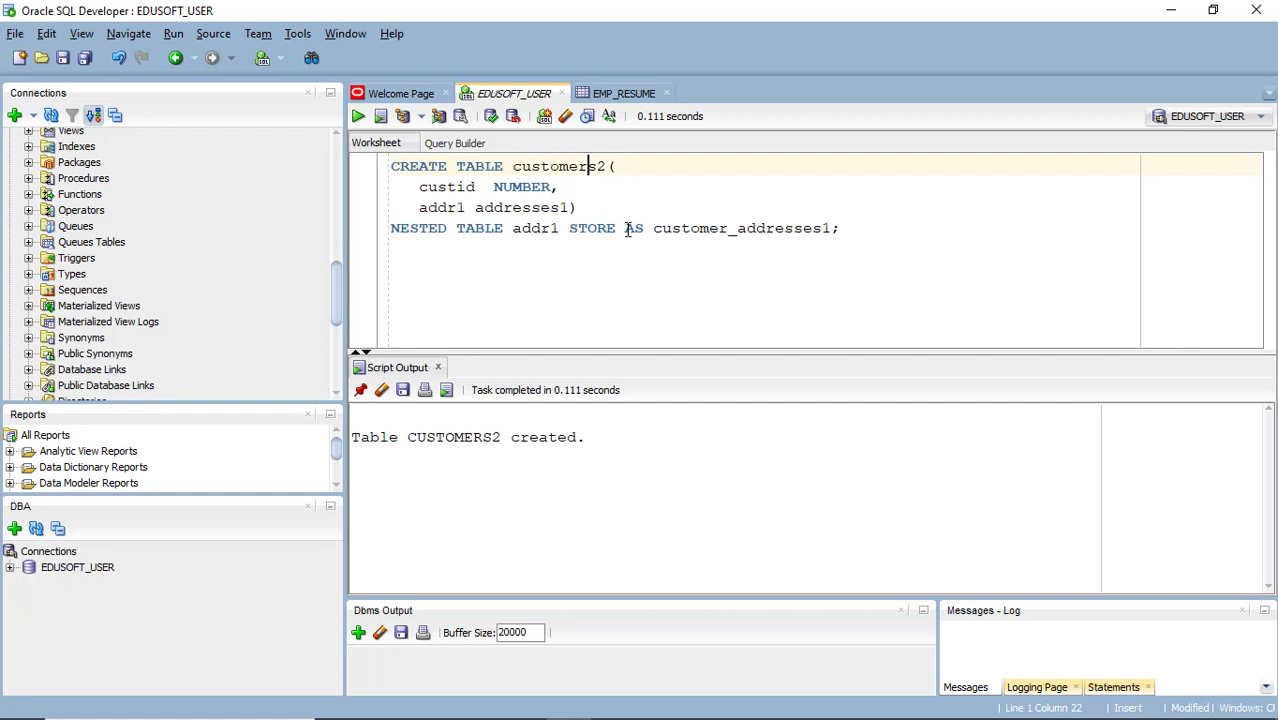 Oracle SQL Developer : EDUSOFT_USER
File Edit View Navigate Run Source Team Tools Window Help
Connections
Views
Indexes
Packages
Procedures
Functions
Operators
Queues
Queues Tables
Triggers
Types
Sequences
Materialized Views
Materialized View Logs
Synonyms
Public Synonyms
Database Links
Public Database Links
Reports
All Reports
Analytic View Reports
Data Dictionary Reports
Data Modeler Reports
DBA
Connections
EDUSOFT_USER
Welcome Page EDUSOFT_USER EMP_RESUME
0.111 seconds EDUSOFT_USER
Worksheet Query Builder
CREATE TABLE customers2(
custid NUMBER,
addr1 addresses1)
NESTED TABLE addr1 STORE AS customer_addresses1;
Script Output
Task completed in 0.111 seconds
Table CUSTOMERS2 created.
Dbms Output
Buffer Size: 20000
Messages - Log
Messages Logging Page Statements
Line 1 Column 22 Insert Modified Windows: CF